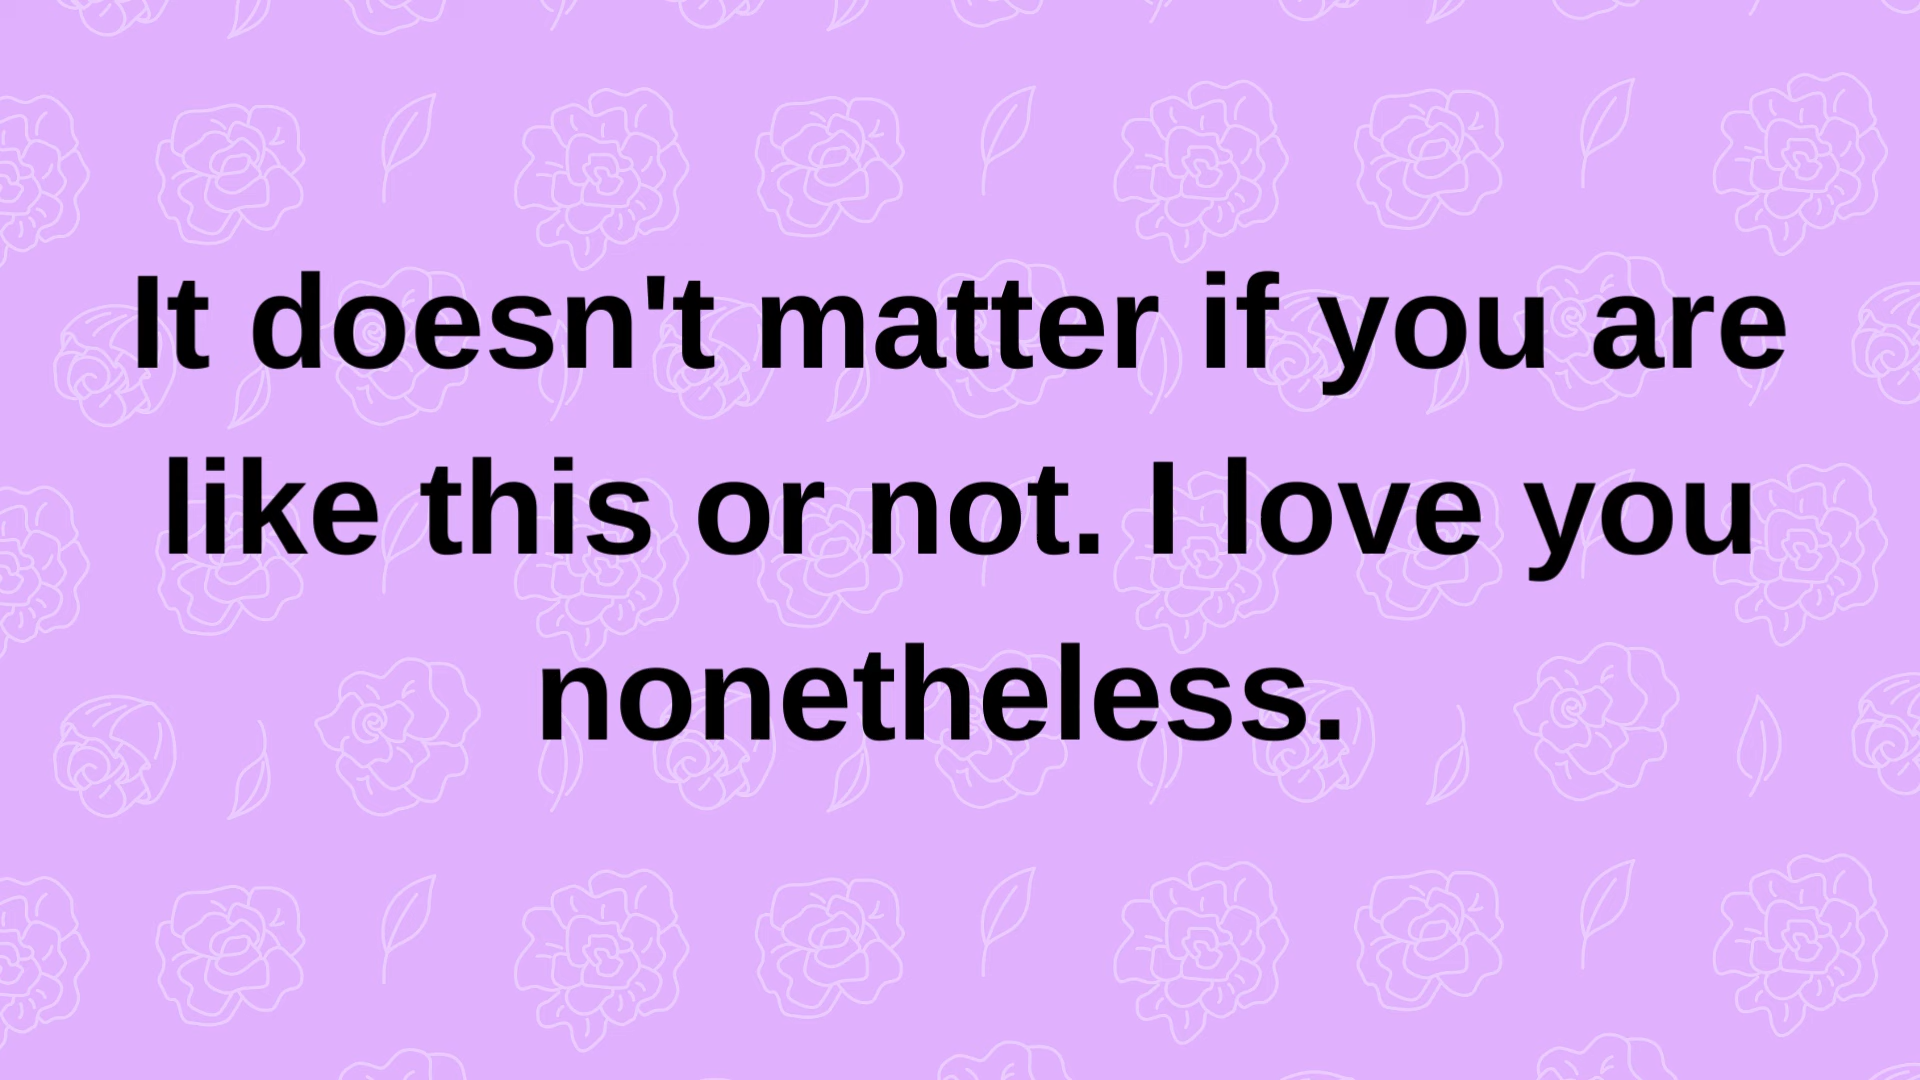 It doesn't matter if you are
like this or not. I love you
nonetheless.